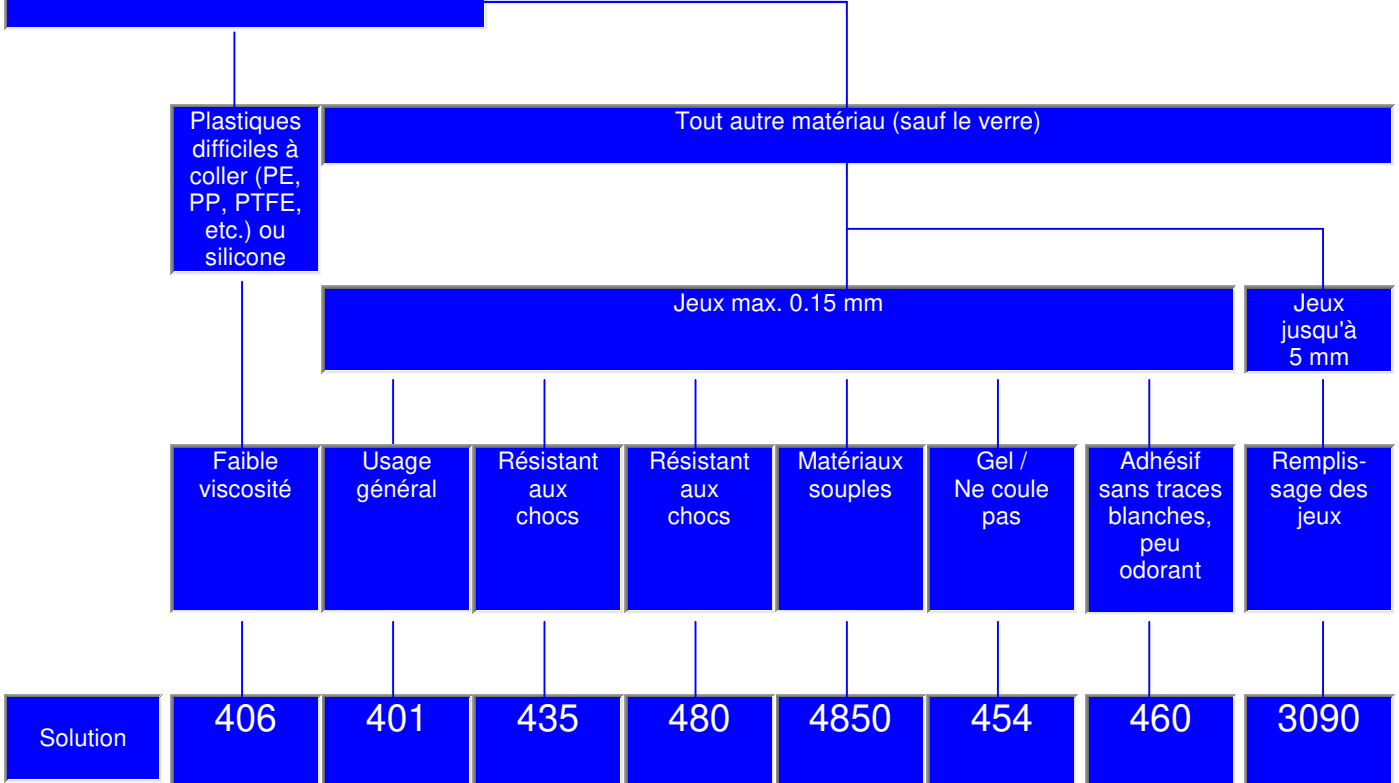 Plastiques
difficiles à
coller (PE,
PP, PTFE,
etc.) ou
silicone
Tout autre matériau (sauf le verre)
Jeux max. 0.15 mm
Jeux
jusqu'à
5 mm
Faible
viscosité
Usage
général
Résistant
aux
chocs
Résistant
aux
chocs
Matériaux
souples
Gel /
Ne coule
pas
Adhésif
sans traces
blanches,
peu
odorant
Remplis-
sage des
jeux
Solution
406
401
435
480
4850
454
460
3090